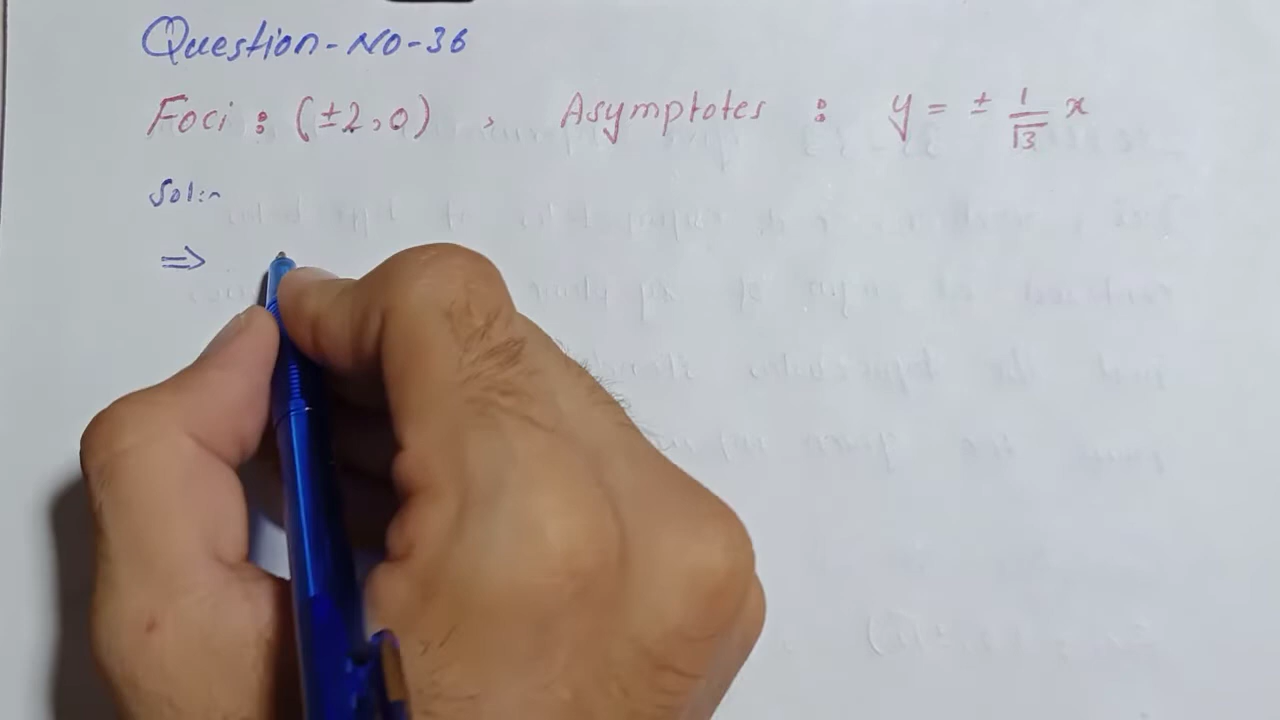 Question-No-36
Foci : (±2,0) , Asymptotes : y = ± 1/√3 x
Sol:-
⇒